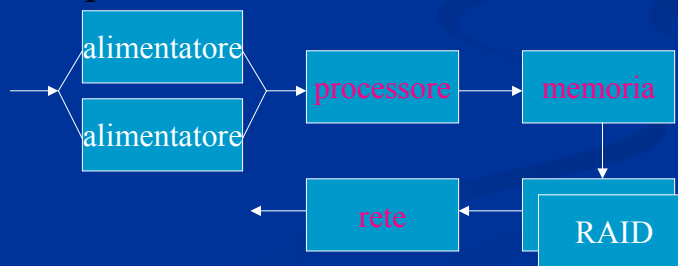 alimentatore
alimentatore
processore
memoria
rete
RAID